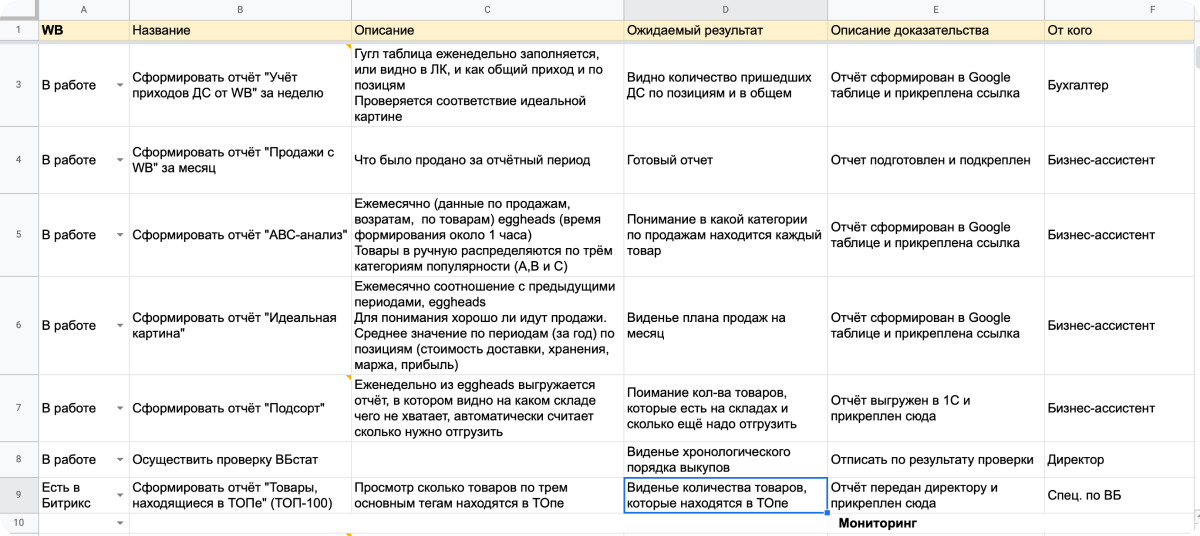 A B C D E F
1 WB Название Описание Ожидаемый результат Описание доказательства От кого
3 В работе
Сформировать отчёт "Учёт
приходов ДС от WB" за неделю
Гугл таблица еженедельно заполняется,
или видно в ЛК, и как общий приход и по
позицям
Проверяется соответствие идеальной
картине
Видно количество пришедших
ДС по позициям и в общем
Отчёт сформирован в Google
таблице и прикреплена ссылка
Бухгалтер
4 В работе
Сформировать отчёт "Продажи с
WB" за месяц
Что было продано за отчётный период
Готовый отчет
Отчет подготовлен и подкреплен
Бизнес-ассистент
5 В работе
Сформировать отчёт "ABC-анализ"
Ежемесячно (данные по продажам,
возратам, по товарам) eggheads (время
формирования около 1 часа)
Товары в ручную распределяются по трём
категориям популярности (А,В и С)
Понимание в какой категории
по продажам находится каждый
товар
Отчёт сформирован в Google
таблице и прикреплена ссылка
Бизнес-ассистент
6 В работе
Сформировать отчёт "Идеальная
картина"
Ежемесячно соотношение с предыдущими
периодами, eggheads
Для понимания хорошо ли идут продажи.
Среднее значение по периодам (за год) по
позициям (стоимость доставки, хранения,
маржа, прибыль)
Виденье плана продаж на
месяц
Отчёт сформирован в Google
таблице и прикреплена ссылка
Бизнес-ассистент
7 В работе
Сформировать отчёт "Подсорт"
Еженедельно из eggheads выгружается
отчёт, в котором видно на каком складе
чего не хватает, автоматически считает
сколько нужно отгрузить
Поимание кол-ва товаров,
которые есть на складах и
сколько ещё надо отгрузить
Отчёт выгружен в 1С и
прикреплен сюда
Бизнес-ассистент
8 В работе
Осуществить проверку ВБстат
Виденье хронологического
порядка выкупов
Отписать по результату проверки
Директор
9 Есть в
Битрикс
Сформировать отчёт "Товары,
находящиеся в ТОПе" (ТОП-100)
Просмотр сколько товаров по трем
основным тегам находятся в ТОпе
Виденье количества товаров,
которые находятся в ТОпе
Отчёт передан директору и
прикреплен сюда
Спец. по ВБ
10 Мониторинг